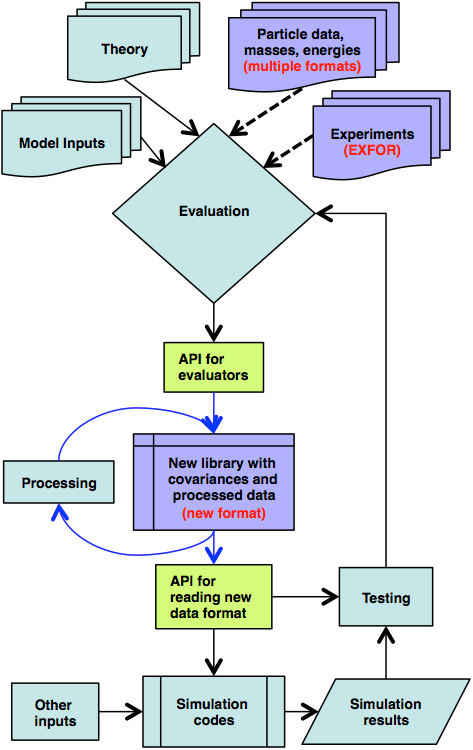 Theory
Particle data,
masses, energies
(multiple formats)
Model Inputs
Experiments
(EXFOR)
Evaluation
API for
evaluators
Processing
New library with
covariances and
processed data
(new format)
API for
reading new
data format
Testing
Other
inputs
Simulation
codes
Simulation
results